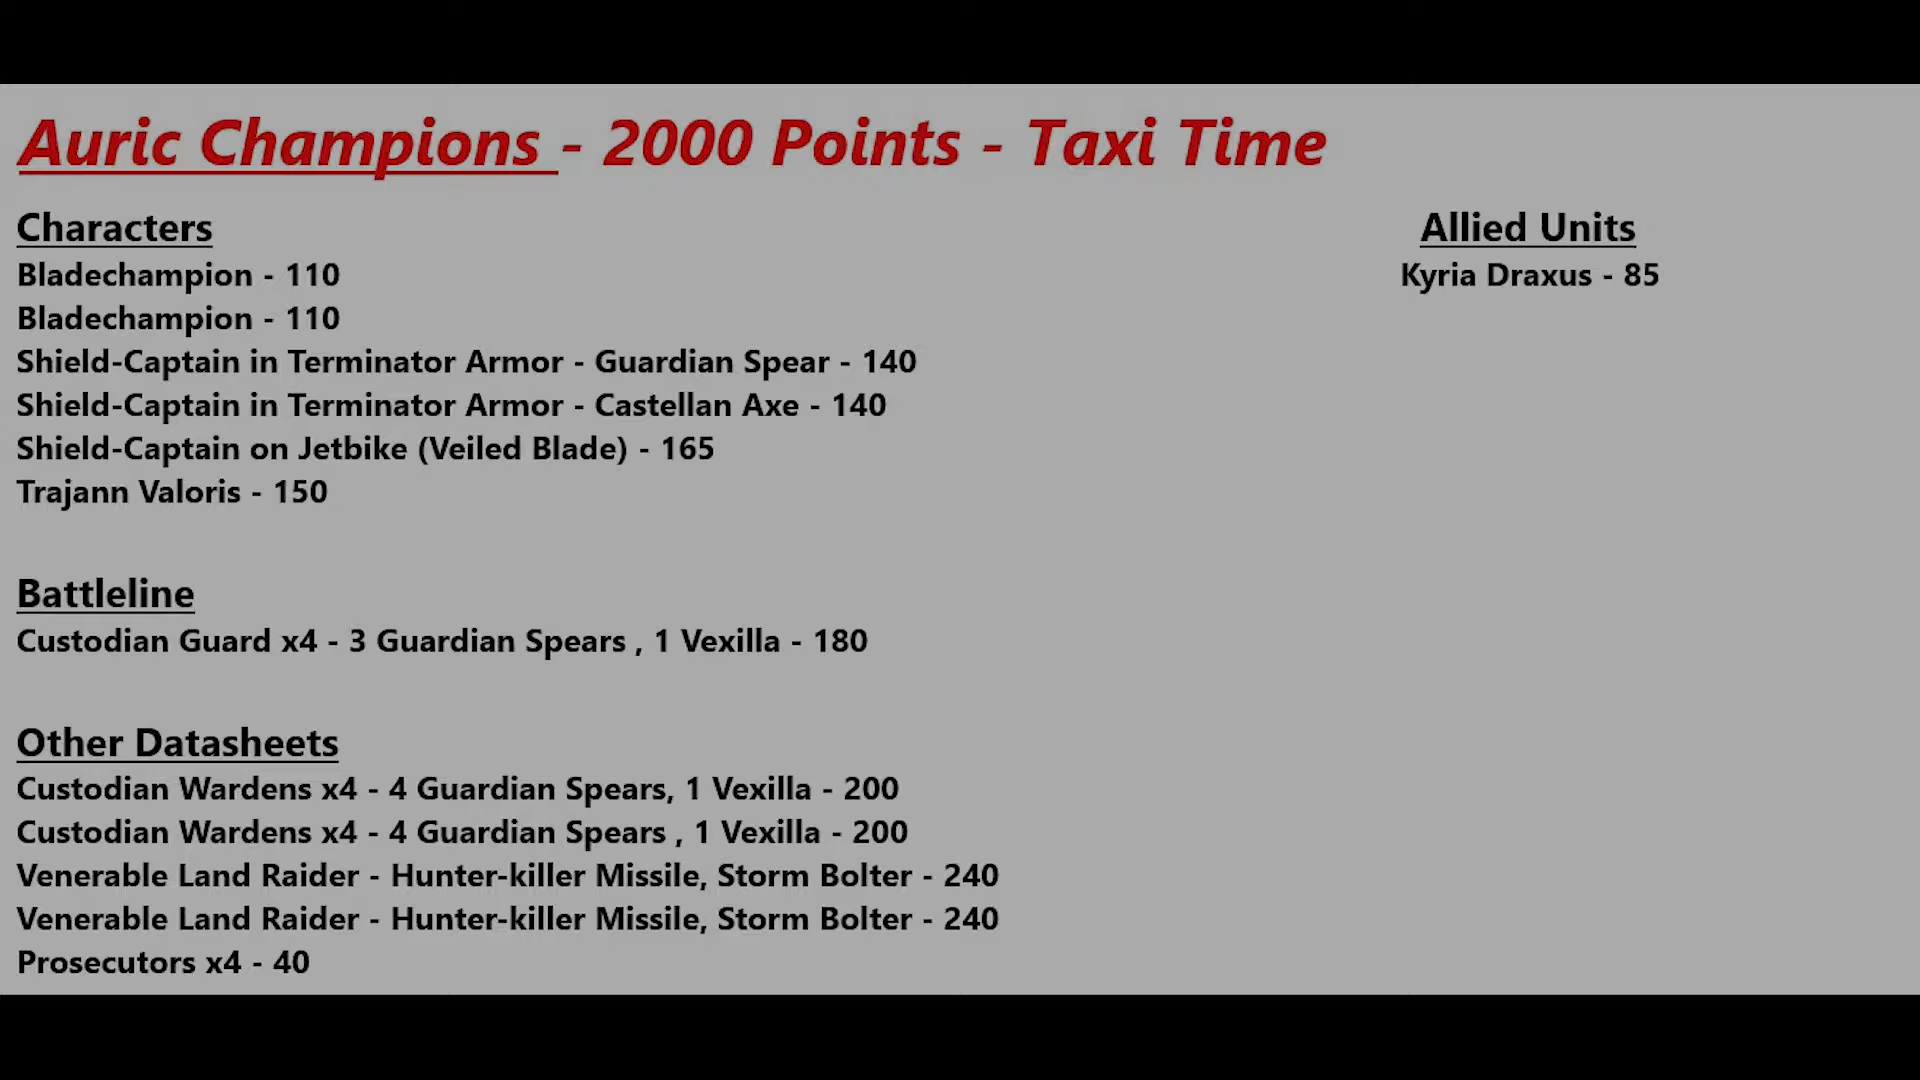 Auric Champions - 2000 Points - Taxi Time
Characters
Bladechampion - 110
Bladechampion - 110
Shield-Captain in Terminator Armor - Guardian Spear - 140
Shield-Captain in Terminator Armor - Castellan Axe - 140
Shield-Captain on Jetbike (Veiled Blade) - 165
Trajann Valoris - 150
Battleline
Custodian Guard x4 - 3 Guardian Spears , 1 Vexilla - 180
Other Datasheets
Custodian Wardens x4 - 4 Guardian Spears, 1 Vexilla - 200
Custodian Wardens x4 - 4 Guardian Spears , 1 Vexilla - 200
Venerable Land Raider - Hunter-killer Missile, Storm Bolter - 240
Venerable Land Raider - Hunter-killer Missile, Storm Bolter - 240
Prosecutors x4 - 40
Allied Units
Kyria Draxus - 85